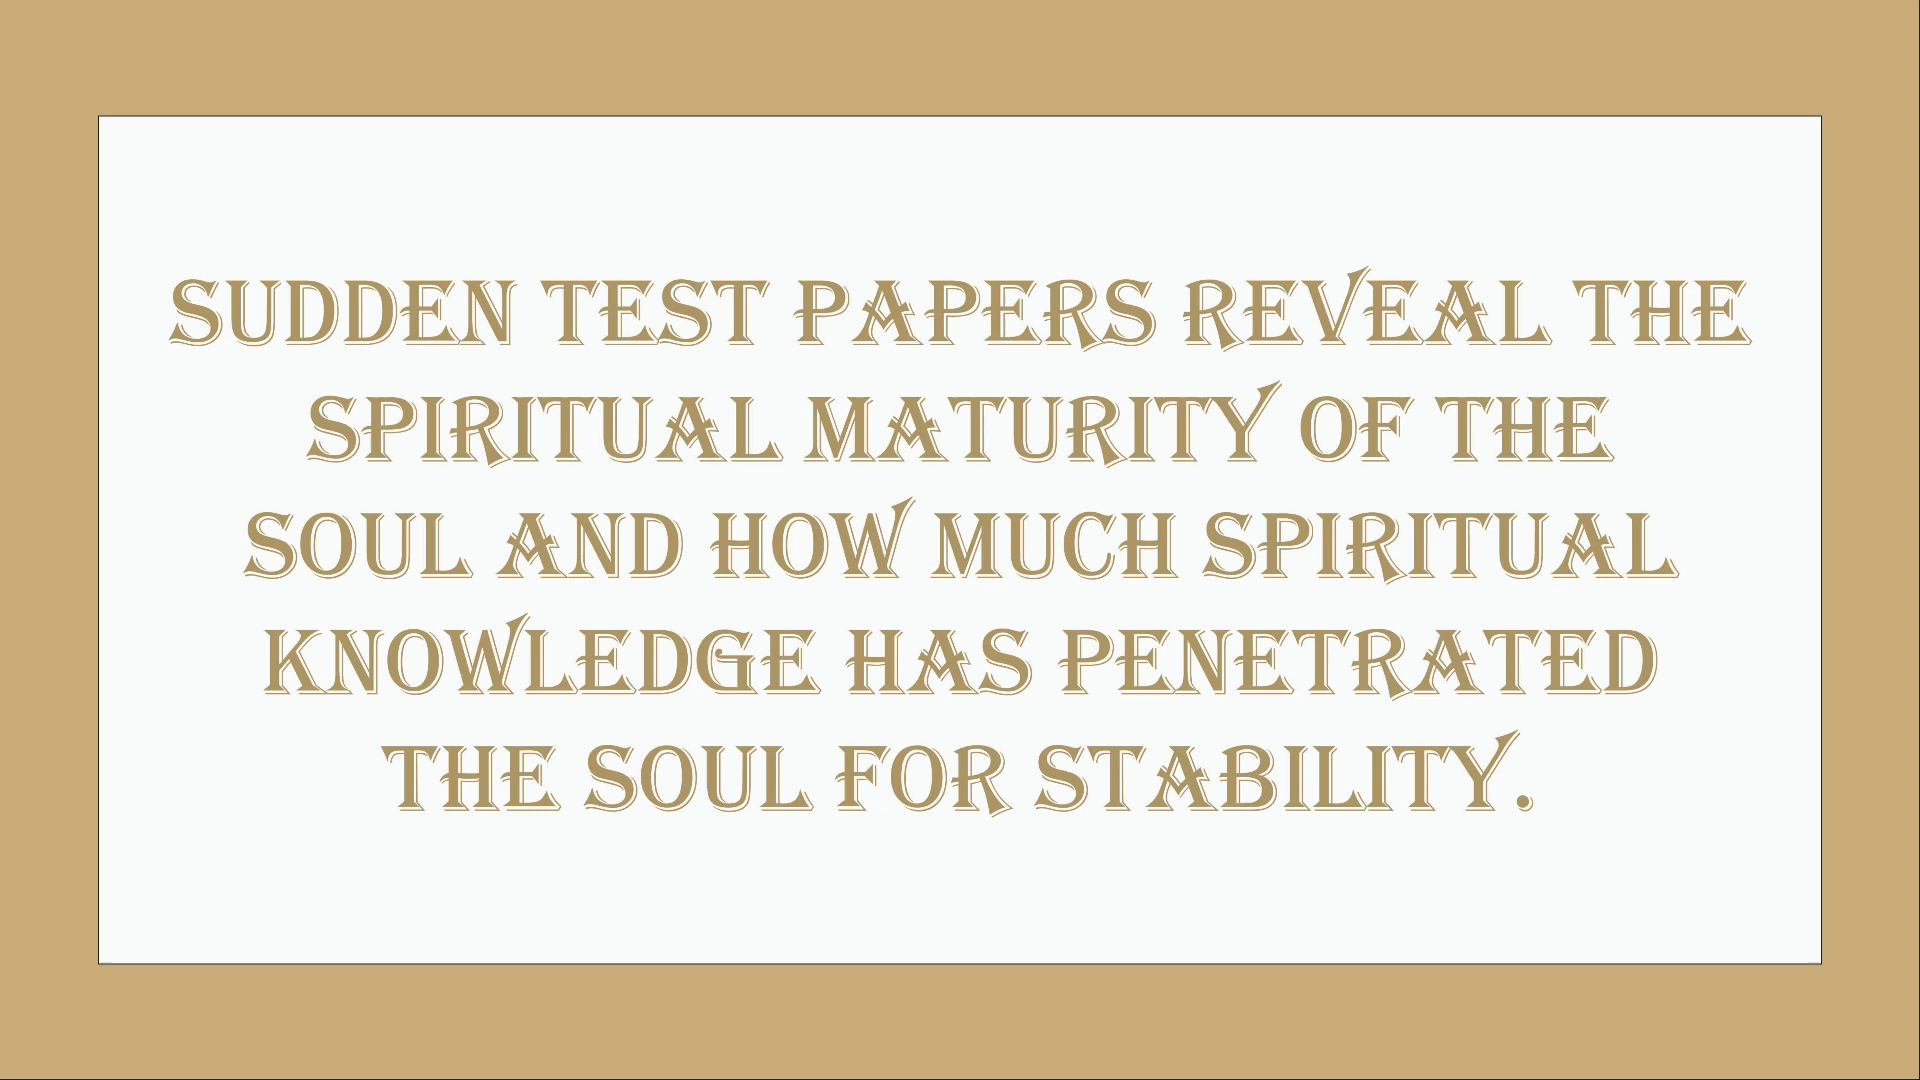 SUDDEN TEST PAPERS REVEAL THE
SPIRITUAL MATURITY OF THE
SOUL AND HOW MUCH SPIRITUAL
KNOWLEDGE HAS PENETRATED
THE SOUL FOR STABILITY.